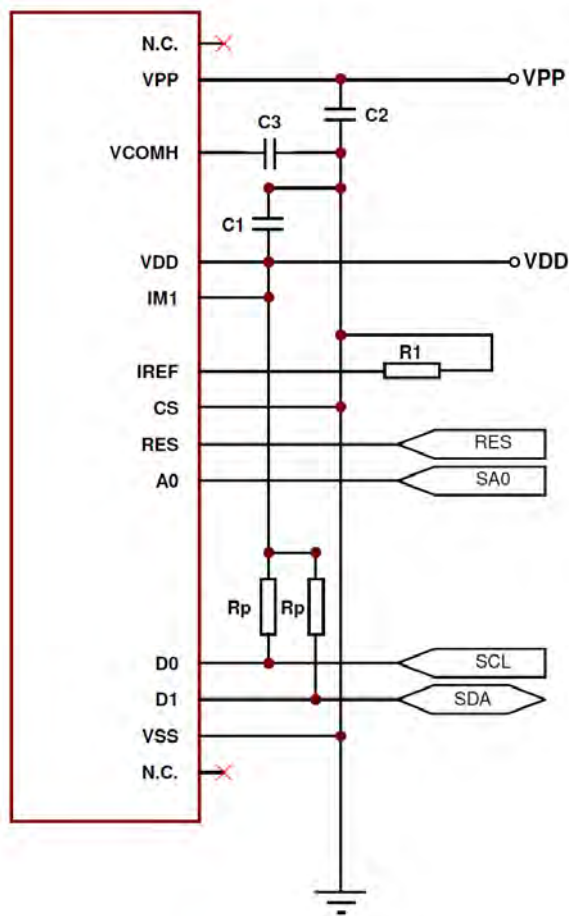 N.C.
VPP
VPP
C2
C3
VCOMH
C1
VDD
VDD
IM1
R1
IREF
CS
RES
RES
A0
SA0
Rp
Rp
D0
SCL
D1
SDA
VSS
N.C.